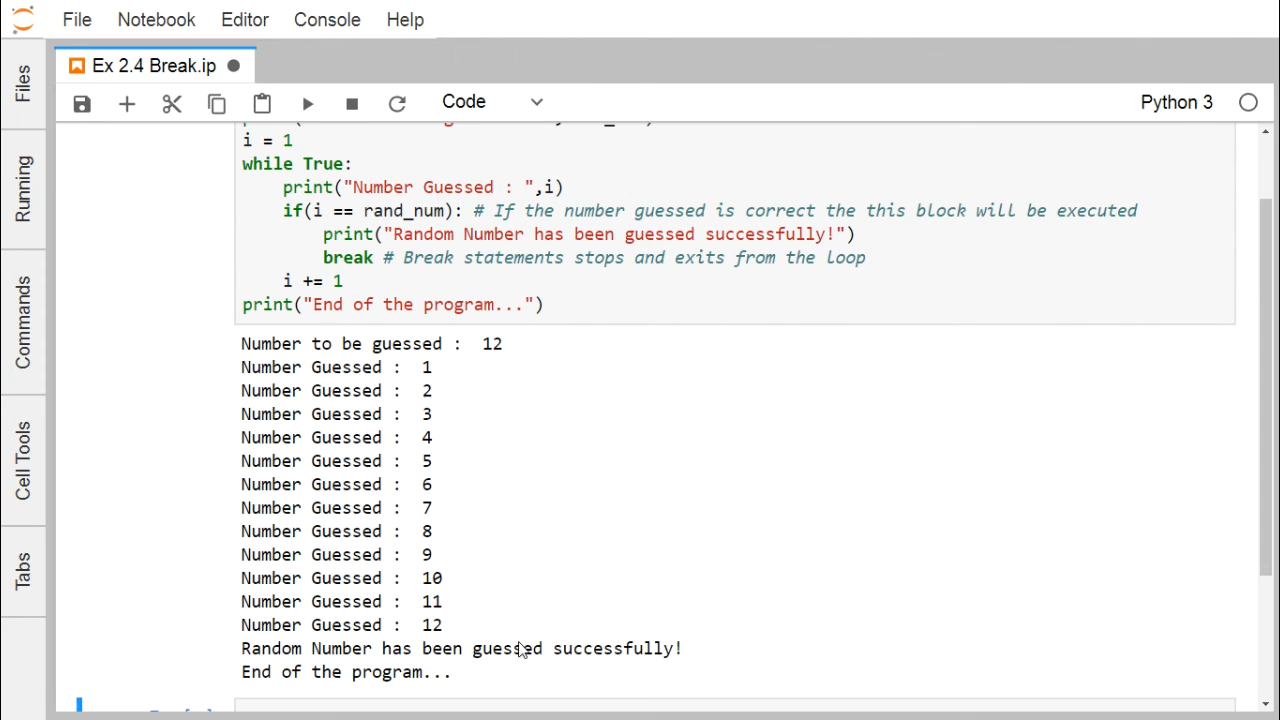 File Notebook Editor Console Help
Ex 2.4 Break.ip
Code Python 3
Files
Running
Commands
Cell Tools
Tabs
i = 1
while True:
print("Number Guessed : ",i)
if(i == rand_num): # If the number guessed is correct the this block will be executed
print("Random Number has been guessed successfully!")
break # Break statements stops and exits from the loop
i += 1
print("End of the program...")
Number to be guessed : 12
Number Guessed : 1
Number Guessed : 2
Number Guessed : 3
Number Guessed : 4
Number Guessed : 5
Number Guessed : 6
Number Guessed : 7
Number Guessed : 8
Number Guessed : 9
Number Guessed : 10
Number Guessed : 11
Number Guessed : 12
Random Number has been guessed successfully!
End of the program...